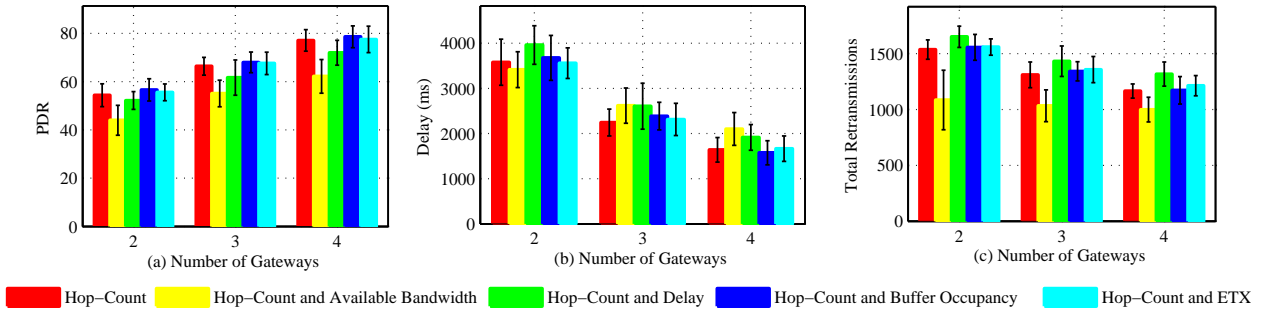 PDR
80
60
40
20
0
2
3
4
(a) Number of Gateways
Delay (ms)
4000
3000
2000
1000
0
2
3
4
(b) Number of Gateways
Total Retransmissions
1500
1000
500
0
2
3
4
(c) Number of Gateways
Hop−Count
Hop−Count and Available Bandwidth
Hop−Count and Delay
Hop−Count and Buffer Occupancy
Hop−Count and ETX